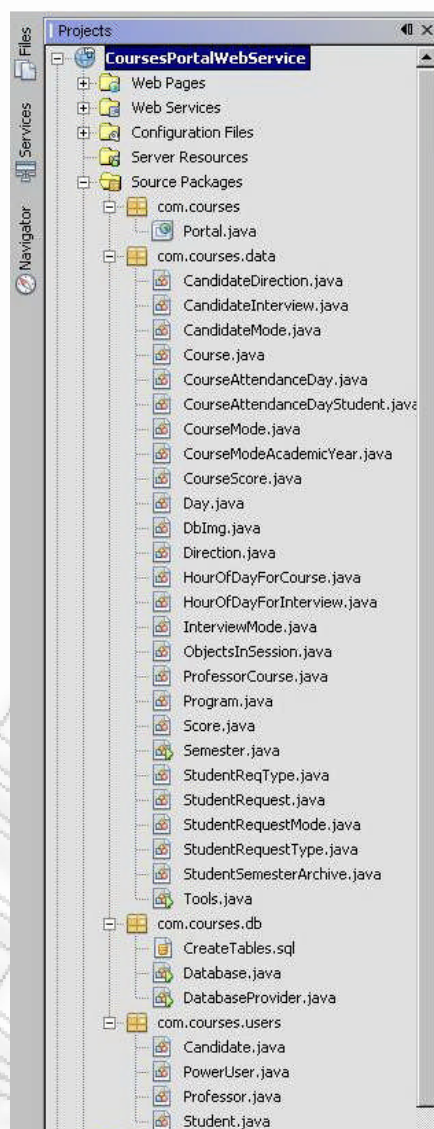 Files
Services
Navigator
Projects
CoursesPortalWebService
Web Pages
Web Services
Configuration Files
Server Resources
Source Packages
com.courses
Portal.java
com.courses.data
CandidateDirection.java
CandidateInterview.java
CandidateMode.java
Course.java
CourseAttendanceDay.java
CourseAttendanceDayStudent.java
CourseMode.java
CourseModeAcademicYear.java
CourseScore.java
Day.java
DbImg.java
Direction.java
HourOfDayForCourse.java
HourOfDayForInterview.java
InterviewMode.java
ObjectsInSession.java
ProfessorCourse.java
Program.java
Score.java
Semester.java
StudentReqType.java
StudentRequest.java
StudentRequestMode.java
StudentRequestType.java
StudentSemesterArchive.java
Tools.java
com.courses.db
CreateTables.sql
Database.java
DatabaseProvider.java
com.courses.users
Candidate.java
PowerUser.java
Professor.java
Student.java